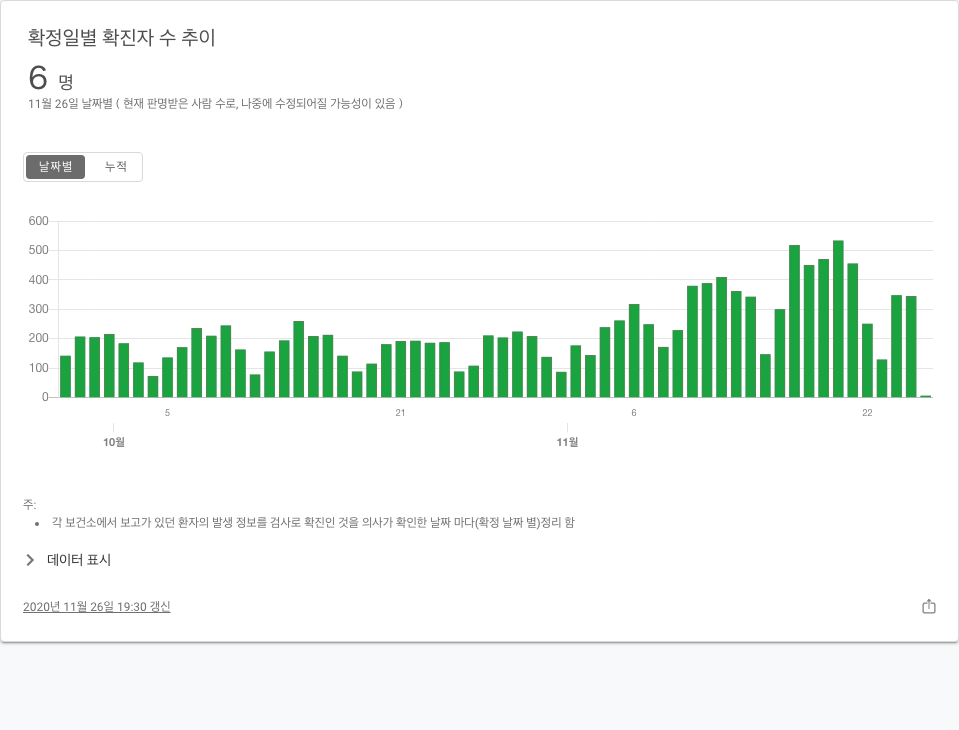 확정일별 확진자 수 추이
6 명
11월 26일 날짜별 ( 현재 판명받은 사람 수로, 나중에 수정되어질 가능성이 있음 )
날짜별 누적
600
500
400
300
200
100
0
5 21 6 22
10월 11월
주:
• 각 보건소에서 보고가 있던 환자의 발생 정보를 검사로 확진인 것을 의사가 확인한 날짜 마다(확정 날짜 별)정리 함
데이터 표시
2020년 11월 26일 19:30 갱신